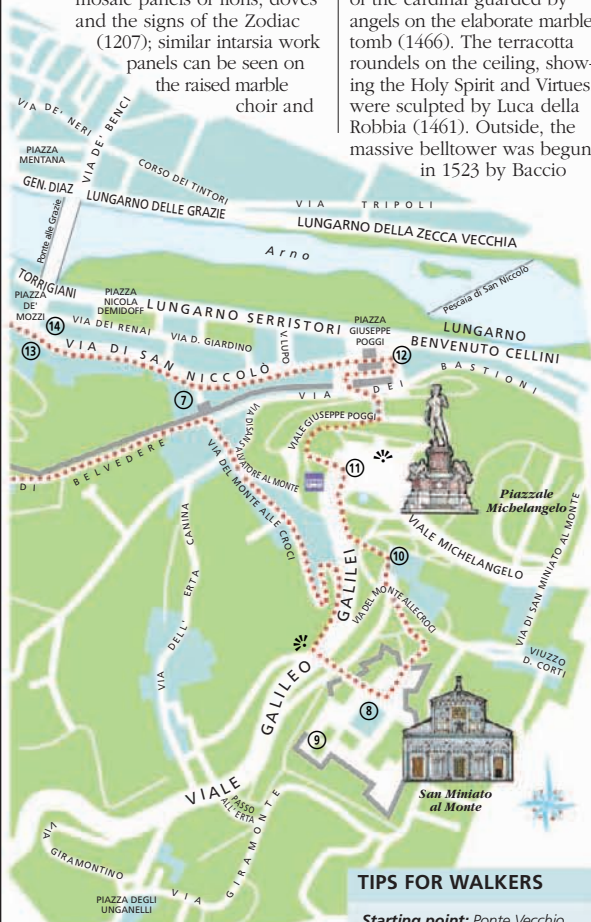 mosaic panels of lions, doves
and the signs of the Zodiac
(1207); similar intarsia work
panels can be seen on
the raised marble
choir and
of the cardinal guarded by
angels on the elaborate marble
tomb (1466). The terracotta
roundels on the ceiling, show-
ing the Holy Spirit and Virtues
were sculpted by Luca della
Robbia (1461). Outside, the
massive belltower was begun
in 1523 by Baccio
VIA DE' NERI
VIA DE' BENCI
PIAZZA
MENTANA
CORSO DEI TINTORI
GEN. DIAZ
LUNGARNO DELLE GRAZIE
VIA TRIPOLI
LUNGARNO DELLA ZECCA VECCHIA
Ponte alle Grazie
Arno
Pescaia di San Niccolò
TORRIGIANI
PIAZZA
DE'
MOZZI
PIAZZA
NICOLA
DEMIDOFF
LUNGARNO SERRISTORI
PIAZZA
GIUSEPPE
POGGI
LUNGARNO
BENVENUTO CELLINI
14
VIA DEI RENAI
VIA D. GIARDINO
V. LUPO
13
VIA DI SAN NICCOLÒ
12
VIA DEI BASTIONI
7
VIALE GIUSEPPE POGGI
VIA DI SAN SALVATORE AL MONTE
DI BELVEDERE
VIA DEL MONTE ALLE CROCI
11
Piazzale
Michelangelo
VIALE MICHELANGELO
VIA DI SAN MINIATO AL MONTE
10
VIA DELL' ERTA CANINA
VIALE GALILEO GALILEI
VIA DEL MONTE ALLE CROCI
VIUZZO
D. CORTI
8
9
San Miniato
al Monte
PASSO
ALL'ERTA
VIA GIRAMONTE
VIA
GIRAMONTINO
PIAZZA DEGLI
UNGANELLI
TIPS FOR WALKERS
Starting point: Ponte Vecchio